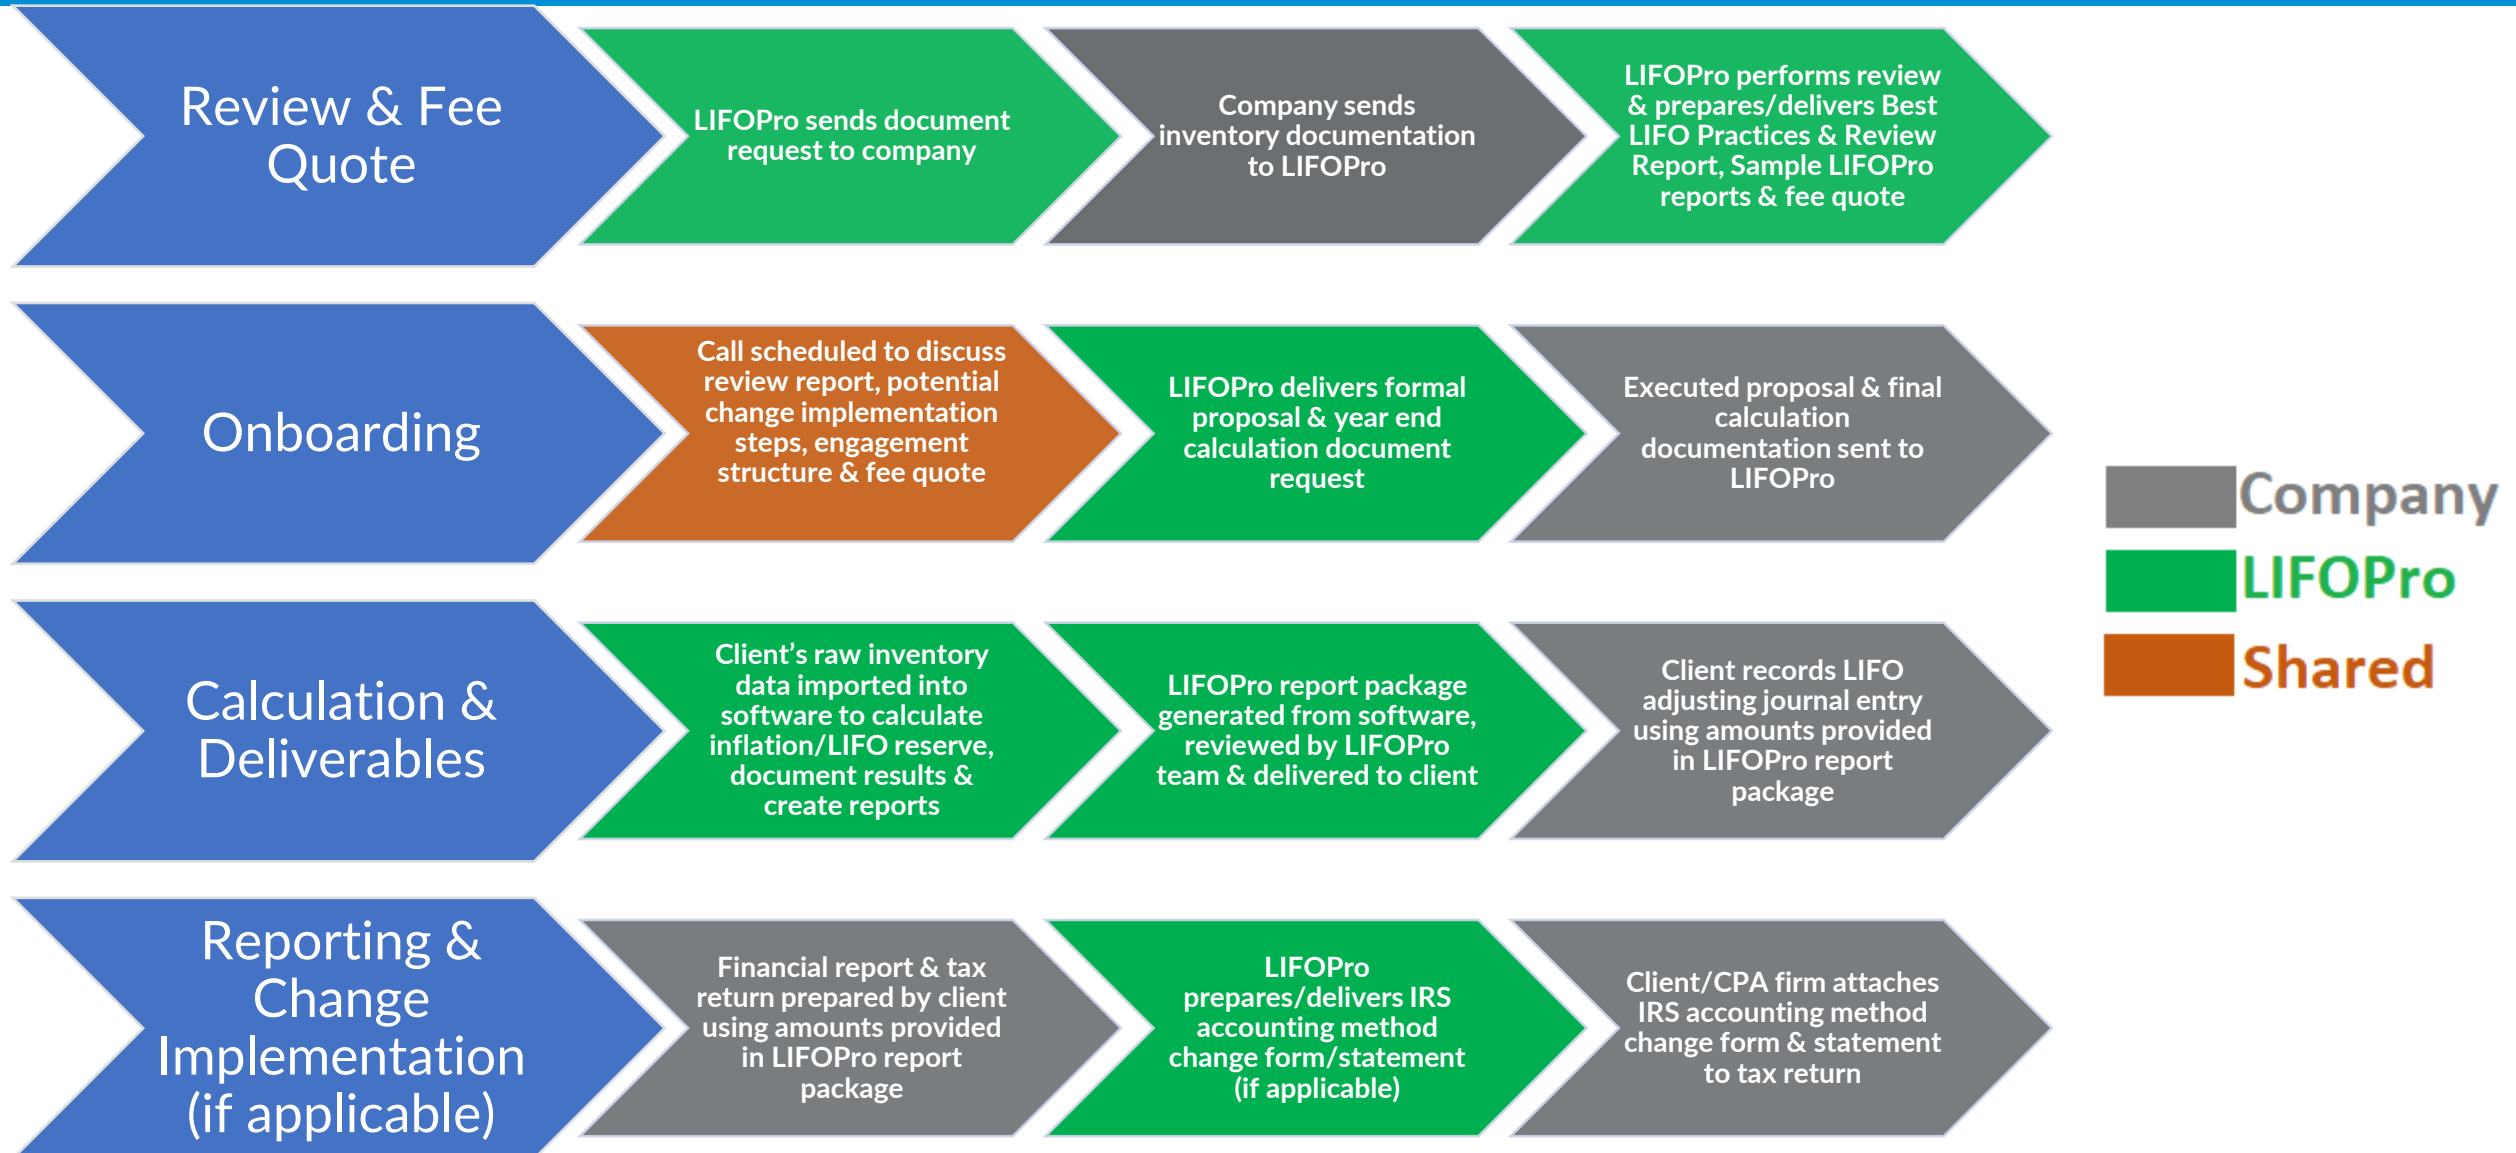 Review & Fee
Quote
LIFOPro sends document
request to company
Company sends
inventory documentation
to LIFOPro
LIFOPro performs review
& prepares/delivers Best
LIFO Practices & Review
Report, Sample LIFOPro
reports & fee quote
Onboarding
Call scheduled to discuss
review report, potential
change implementation
steps, engagement
structure & fee quote
LIFOPro delivers formal
proposal & year end
calculation document
request
Executed proposal & final
calculation
documentation sent to
LIFOPro
Calculation &
Deliverables
Client’s raw inventory
data imported into
software to calculate
inflation/LIFO reserve,
document results &
create reports
LIFOPro report package
generated from software,
reviewed by LIFOPro
team & delivered to client
Client records LIFO
adjusting journal entry
using amounts provided
in LIFOPro report
package
Reporting &
Change
Implementation
(if applicable)
Financial report & tax
return prepared by client
using amounts provided
in LIFOPro report
package
LIFOPro
prepares/delivers IRS
accounting method
change form/statement
(if applicable)
Client/CPA firm attaches
IRS accounting method
change form & statement
to tax return
Company
LIFOPro
Shared